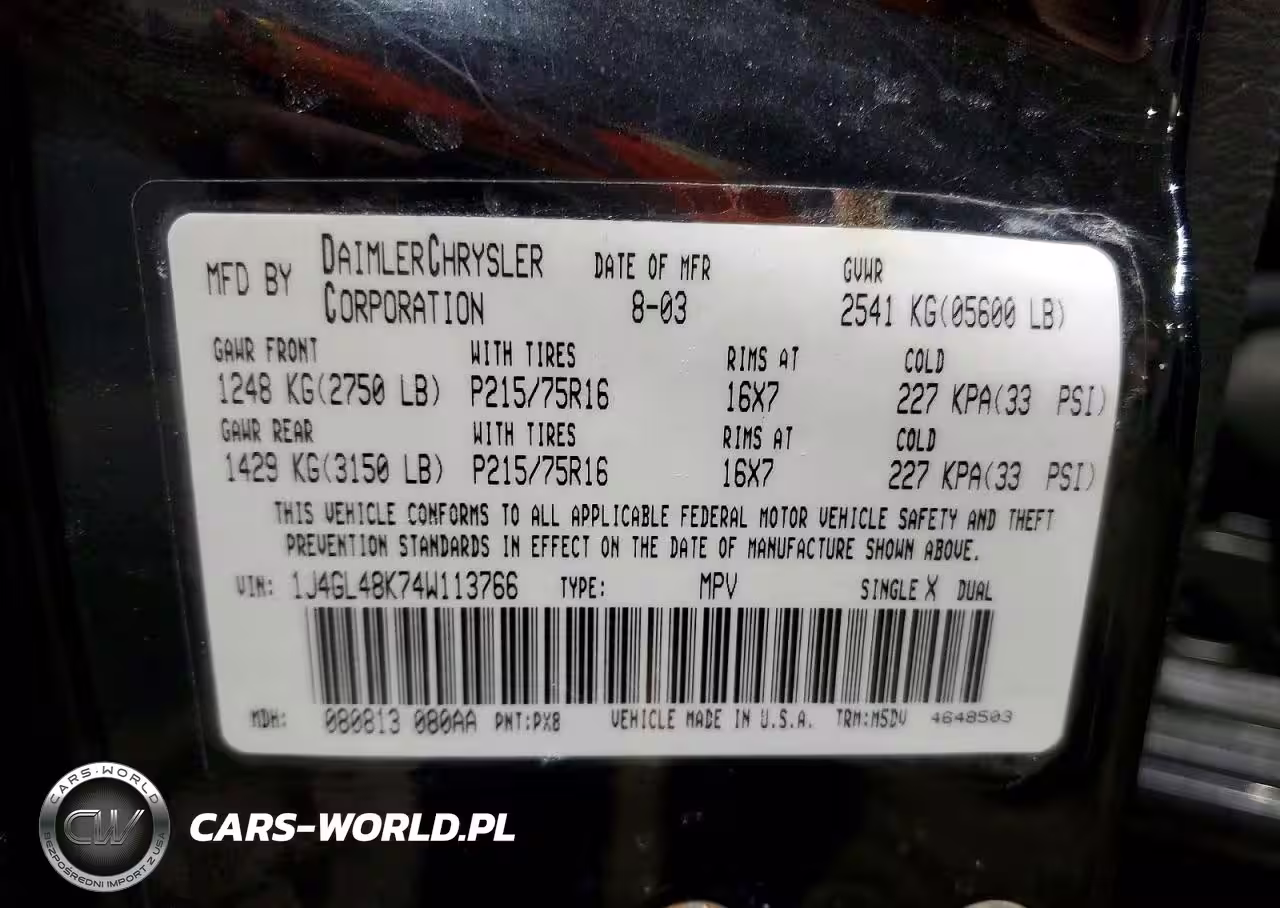 MFD BY DAIMLERCHRYSLER CORPORATION DATE OF MFR 8-03 GVWR 2541 KG(05600 LB)
GAWR FRONT WITH TIRES RIMS AT COLD
1248 KG(2750 LB) P215/75R16 16X7 227 KPA(33 PSI)
GAWR REAR WITH TIRES RIMS AT COLD
1429 KG(3150 LB) P215/75R16 16X7 227 KPA(33 PSI)
THIS VEHICLE CONFORMS TO ALL APPLICABLE FEDERAL MOTOR VEHICLE SAFETY AND THEFT
PREVENTION STANDARDS IN EFFECT ON THE DATE OF MANUFACTURE SHOWN ABOVE.
VIN: 1J4GL48K74W113766 TYPE: MPV SINGLE X DUAL
MDH: 080813 080AA PNT:PX8 VEHICLE MADE IN U.S.A. TRM:M5DV 4648503
CARS-WORLD
CW
BEZPOŚREDNI IMPORT Z USA
CARS-WORLD.PL